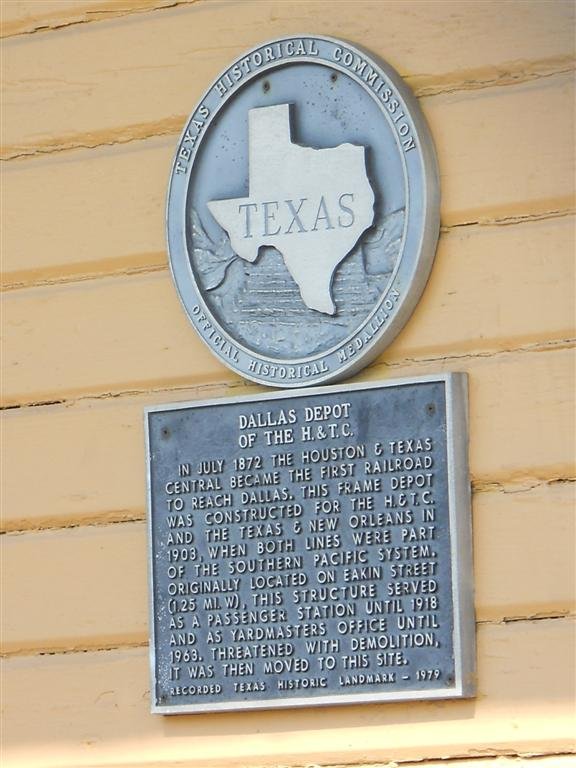 TEXAS HISTORICAL COMMISSION
TEXAS
OFFICIAL HISTORICAL MEDALLION
DALLAS DEPOT
OF THE H.&T.C.
IN JULY 1872 THE HOUSTON & TEXAS
CENTRAL BECAME THE FIRST RAILROAD
TO REACH DALLAS. THIS FRAME DEPOT
WAS CONSTRUCTED FOR THE H.&T.C.
AND THE TEXAS & NEW ORLEANS IN
1903, WHEN BOTH LINES WERE PART
OF THE SOUTHERN PACIFIC SYSTEM.
ORIGINALLY LOCATED ON EAKIN STREET
(1.25 MI. W), THIS STRUCTURE SERVED
AS A PASSENGER STATION UNTIL 1918
AND AS YARDMASTERS OFFICE UNTIL
1963. THREATENED WITH DEMOLITION,
IT WAS THEN MOVED TO THIS SITE.
RECORDED TEXAS HISTORIC LANDMARK - 1979